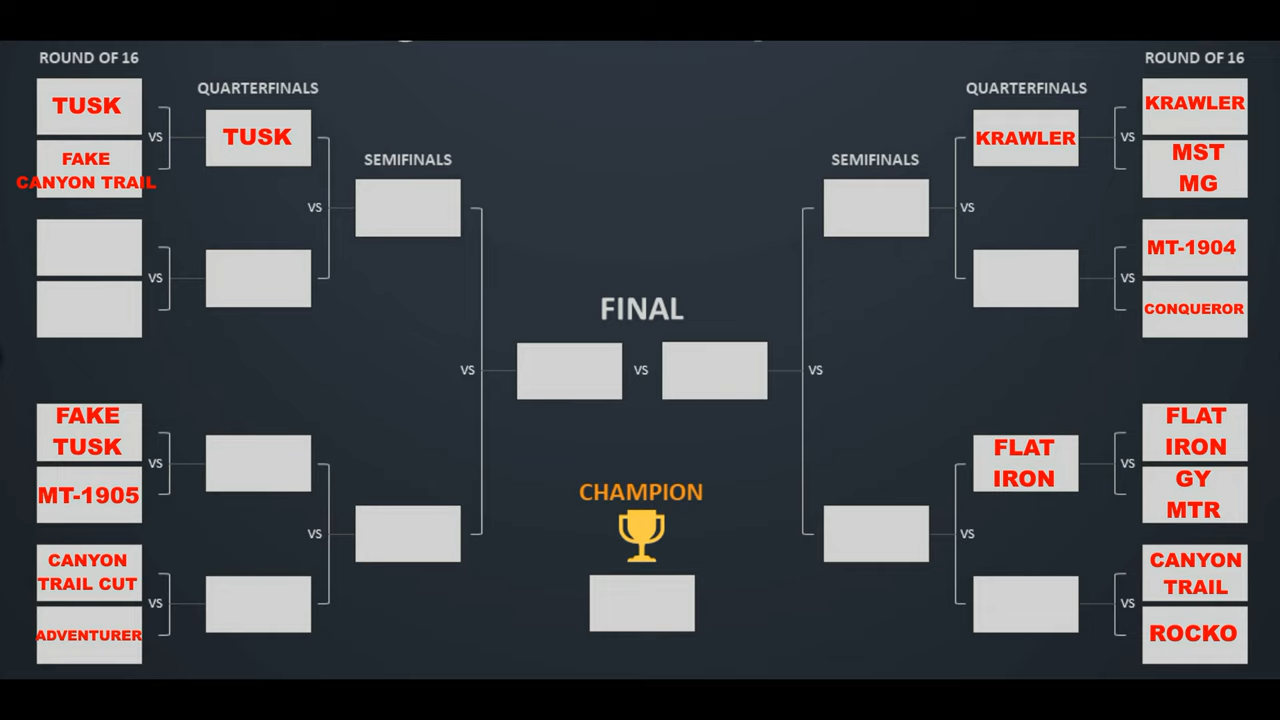 ROUND OF 16
ROUND OF 16
QUARTERFINALS
QUARTERFINALS
SEMIFINALS
SEMIFINALS
TUSK
VS
FAKE
CANYON TRAIL
TUSK
VS
VS
FAKE
TUSK
VS
MT-1905
CANYON
TRAIL CUT
VS
ADVENTURER
VS
VS
FINAL
VS
CHAMPION
VS
KRAWLER
VS
KRAWLER
VS
MST
MG
MT-1904
VS
CONQUEROR
FLAT
IRON
VS
FLAT
IRON
VS
GY
MTR
CANYON
TRAIL
VS
ROCKO